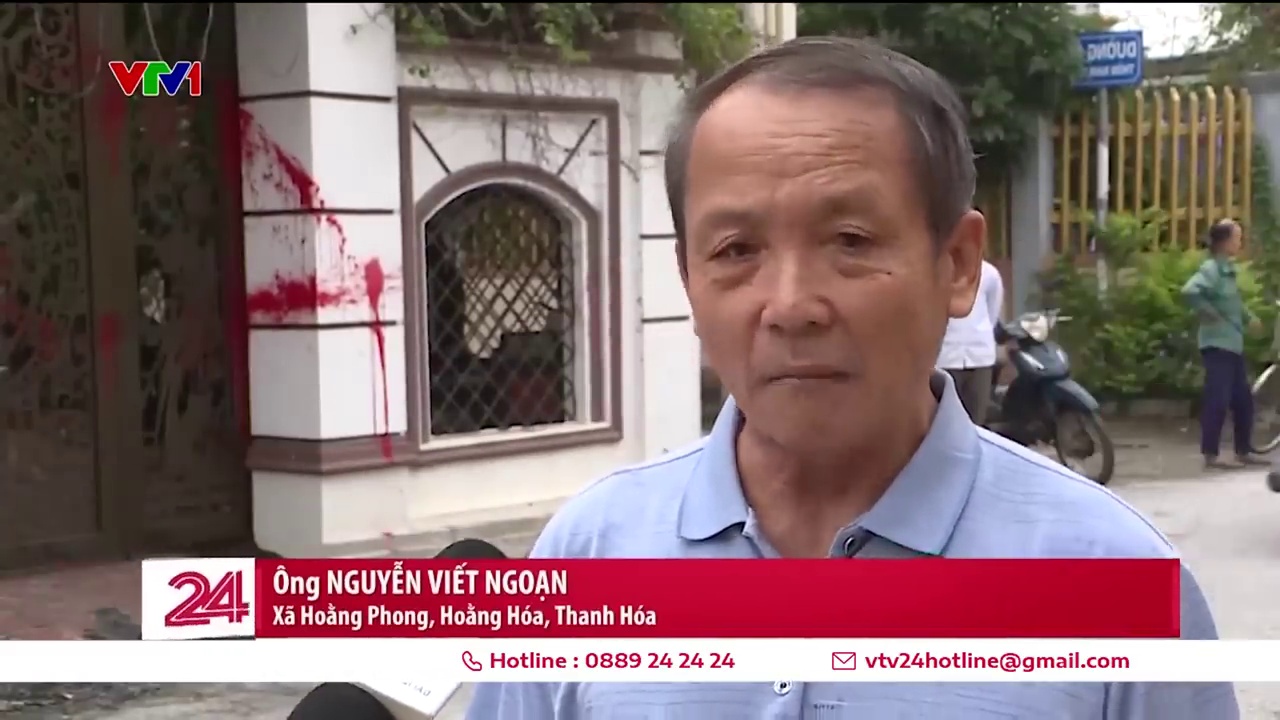 VTV1
ĐƯỜNG
24
Ông NGUYỄN VIẾT NGOẠN
Xã Hoằng Phong, Hoằng Hóa, Thanh Hóa
Hotline : 0889 24 24 24
vtv24hotline@gmail.com